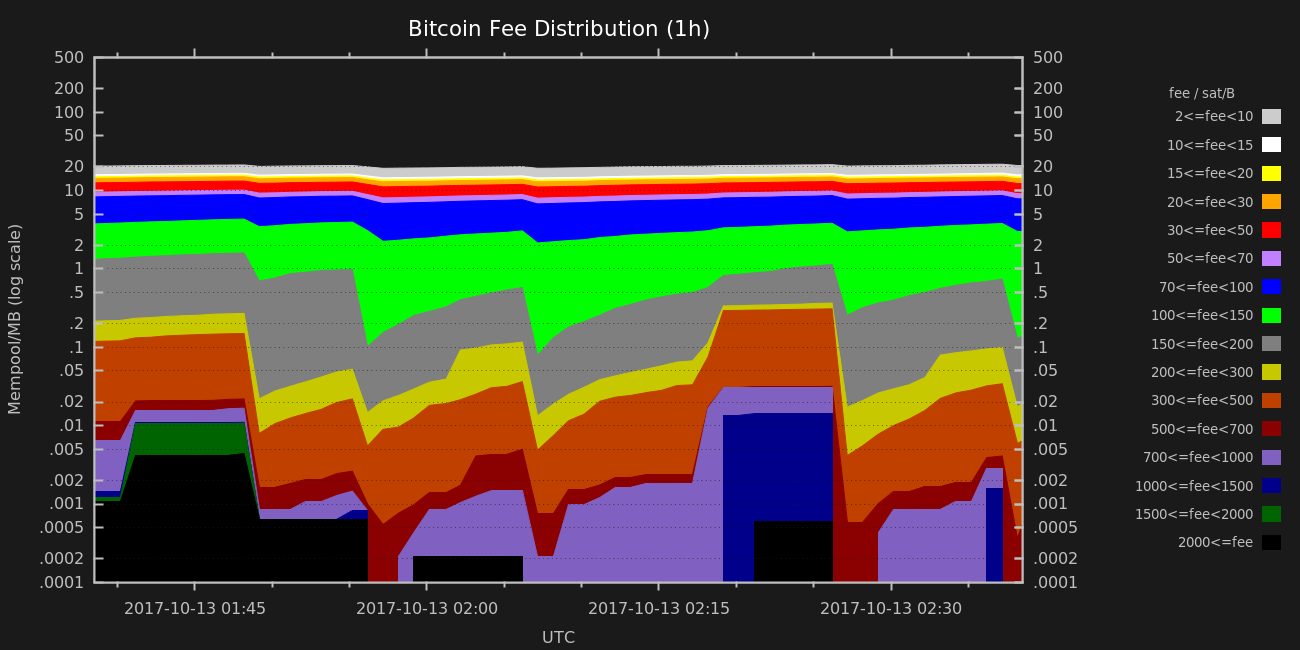 Bitcoin Fee Distribution (1h)
500
200
100
50
20
10
5
2
1
.5
.2
.1
.05
.02
.01
.005
.002
.001
.0005
.0002
.0001
Mempool/MB (log scale)
500
200
100
50
20
10
5
2
1
.5
.2
.1
.05
.02
.01
.005
.002
.001
.0005
.0002
.0001
2017-10-13 01:45
2017-10-13 02:00
2017-10-13 02:15
2017-10-13 02:30
UTC
fee / sat/B
2<=fee<10
10<=fee<15
15<=fee<20
20<=fee<30
30<=fee<50
50<=fee<70
70<=fee<100
100<=fee<150
150<=fee<200
200<=fee<300
300<=fee<500
500<=fee<700
700<=fee<1000
1000<=fee<1500
1500<=fee<2000
2000<=fee